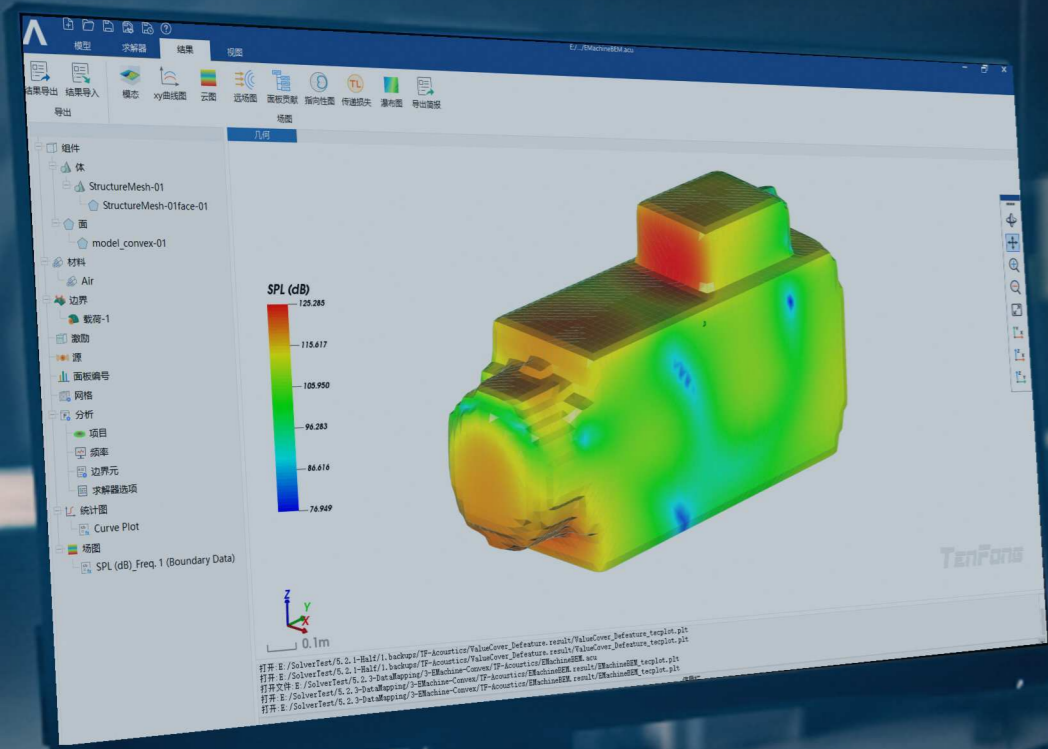 E/../EMachineBEM.acu
模型 求解器 结果 视图
结果导出 结果导入 模态 xy曲线图 云图 远场图 面板贡献 指向性图 传递损失 瀑布图 导出简报
导出 场图
TL
几何
组件
体
StructureMesh-01
StructureMesh-01face-01
面
model_convex-01
材料
Air
边界
载荷-1
激励
源
面板编号
网格
分析
项目
频率
边界元
求解器选项
统计图
Curve Plot
场图
SPL (dB)_Freq. 1 (Boundary Data)
SPL (dB)
125.285
115.617
105.950
96.283
86.616
76.949
Z
Y
X
0.1m
TenFong
打开:E:/SolverTest/5.2.1-Half/1.backups/TF-Acoustics/ValueCover_Defeature.result/ValueCover_Defeature_tecplot.plt
打开:E:/SolverTest/5.2.1-Half/1.backups/TF-Acoustics/ValueCover_Defeature.result/ValueCover_Defeature_tecplot.plt
打开文件:E:/SolverTest/5.2.3-DataMapping/3-EMachine-Convex/TF-Acoustics/EMachineBEM.acu
打开:E:/SolverTest/5.2.3-DataMapping/3-EMachine-Convex/TF-Acoustics/EMachineBEM.result/EMachineBEM_tecplot.plt
打开:E:/SolverTest/5.2.3-DataMapping/3-EMachine-Convex/TF-Acoustics/EMachineBEM.result/EMachineBEM_tecplot.plt